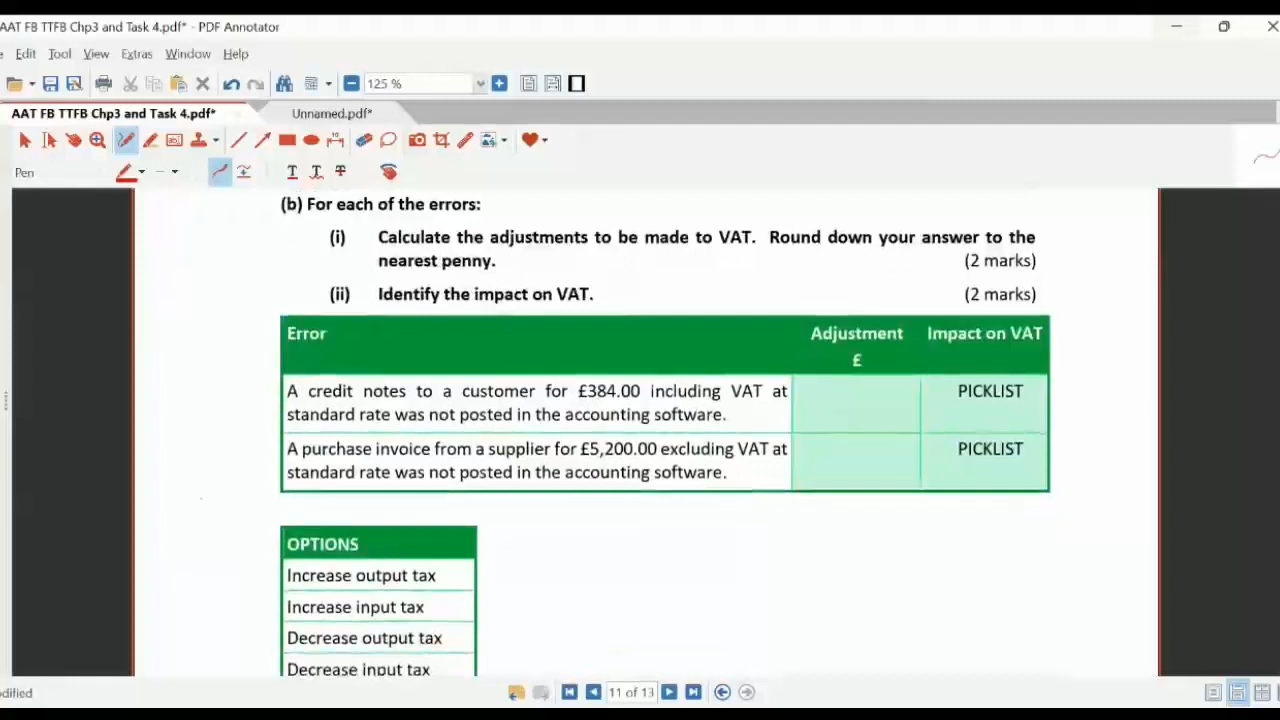 AAT FB TTFB Chp3 and Task 4.pdf* - PDF Annotator
Edit Tool View Extras Window Help
125 %
AAT FB TTFB Chp3 and Task 4.pdf* Unnamed.pdf*
Pen
(b) For each of the errors:
(i) Calculate the adjustments to be made to VAT. Round down your answer to the
nearest penny. (2 marks)
(ii) Identify the impact on VAT. (2 marks)
Error Adjustment Impact on VAT
£
A credit notes to a customer for £384.00 including VAT at PICKLIST
standard rate was not posted in the accounting software.
A purchase invoice from a supplier for £5,200.00 excluding VAT at PICKLIST
standard rate was not posted in the accounting software.
OPTIONS
Increase output tax
Increase input tax
Decrease output tax
Decrease input tax
11 of 13